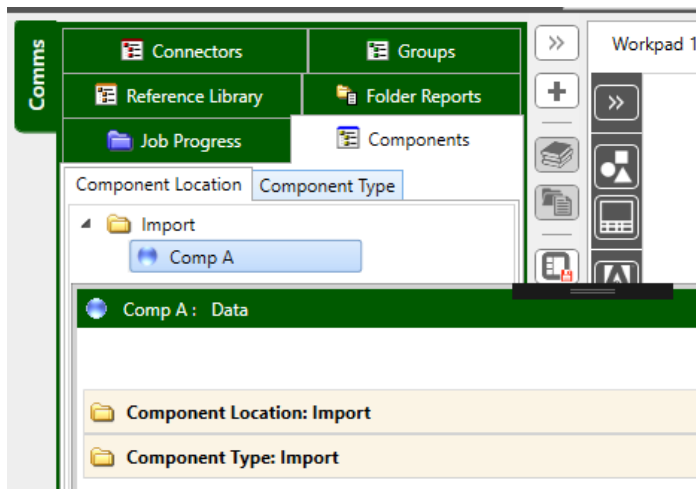 Comms
Connectors
Groups
Reference Library
Folder Reports
Job Progress
Components
Component Location
Component Type
Import
Comp A
Workpad 1
Comp A : Data
Component Location: Import
Component Type: Import